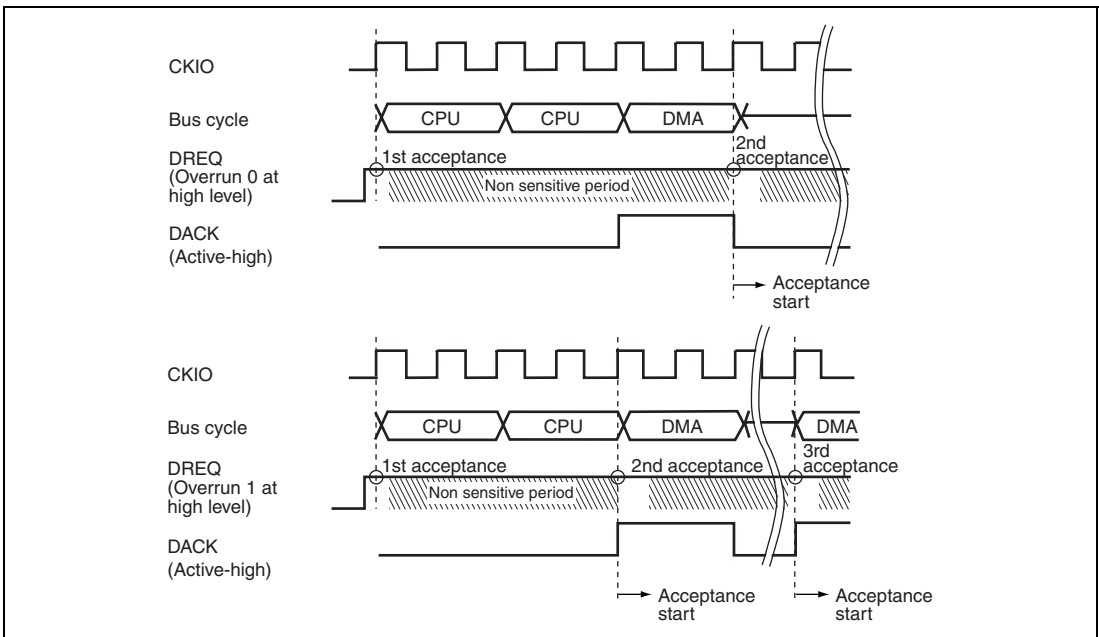 CKIO
Bus cycle
CPU CPU DMA
DREQ
(Overrun 0 at
high level)
1st acceptance
2nd
acceptance
Non sensitive period
DACK
(Active-high)
Acceptance
start
CKIO
Bus cycle
CPU CPU DMA DMA
DREQ
(Overrun 1 at
high level)
1st acceptance
2nd acceptance
3rd
acceptance
Non sensitive period
DACK
(Active-high)
Acceptance
start
Acceptance
start